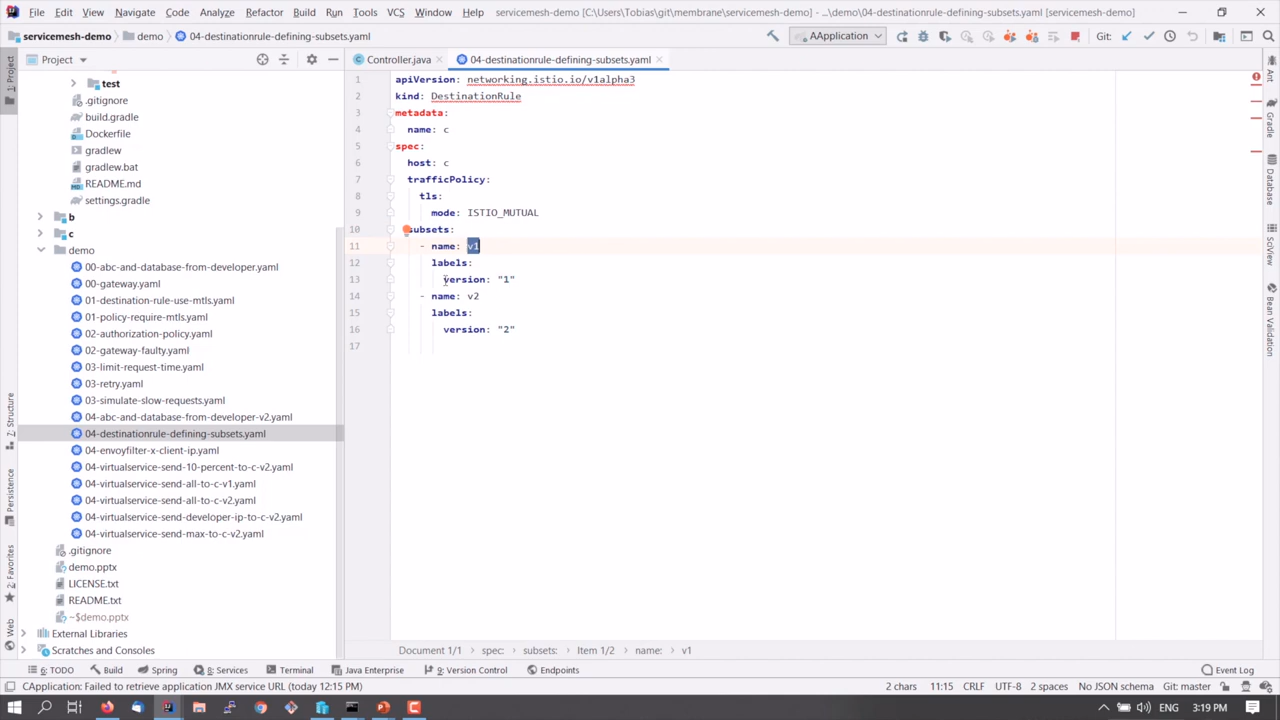 File Edit View Navigate Code Analyze Refactor Build Run Tools VCS Window Help servicemesh-demo [C:\Users\Tobias\git\membrane\servicemesh-demo] - ...\demo\04-destinationrule-defining-subsets.yaml [servicemesh-demo]
servicemesh-demo demo 04-destinationrule-defining-subsets.yaml AApplication Git:
1: Project
Project
Controller.java 04-destinationrule-defining-subsets.yaml
test
.gitignore
build.gradle
Dockerfile
gradlew
gradlew.bat
README.md
settings.gradle
b
c
demo
00-abc-and-database-from-developer.yaml
00-gateway.yaml
01-destination-rule-use-mtls.yaml
01-policy-require-mtls.yaml
02-authorization-policy.yaml
02-gateway-faulty.yaml
03-limit-request-time.yaml
03-retry.yaml
03-simulate-slow-requests.yaml
04-abc-and-database-from-developer-v2.yaml
04-destinationrule-defining-subsets.yaml
04-envoyfilter-x-client-ip.yaml
04-virtualservice-send-10-percent-to-c-v2.yaml
04-virtualservice-send-all-to-c-v1.yaml
04-virtualservice-send-all-to-c-v2.yaml
04-virtualservice-send-developer-ip-to-c-v2.yaml
04-virtualservice-send-max-to-c-v2.yaml
.gitignore
demo.pptx
LICENSE.txt
README.txt
~$demo.pptx
External Libraries
Scratches and Consoles
7: Structure
Persistence
2: Favorites
Web
1 apiVersion: networking.istio.io/v1alpha3
2 kind: DestinationRule
3 metadata:
4 name: c
5 spec:
6 host: c
7 trafficPolicy:
8 tls:
9 mode: ISTIO_MUTUAL
10 subsets:
11 - name: v1
12 labels:
13 version: "1"
14 - name: v2
15 labels:
16 version: "2"
17
Ant
Gradle
Database
SciView
Bean Validation
Document 1/1 spec: subsets: Item 1/2 name: v1
6: TODO Build Spring 8: Services Terminal Java Enterprise 9: Version Control Endpoints Event Log
CApplication: Failed to retrieve application JMX service URL (today 12:15 PM) 2 chars 11:15 CRLF UTF-8 2 spaces No JSON schema Git: master
ENG 3:19 PM